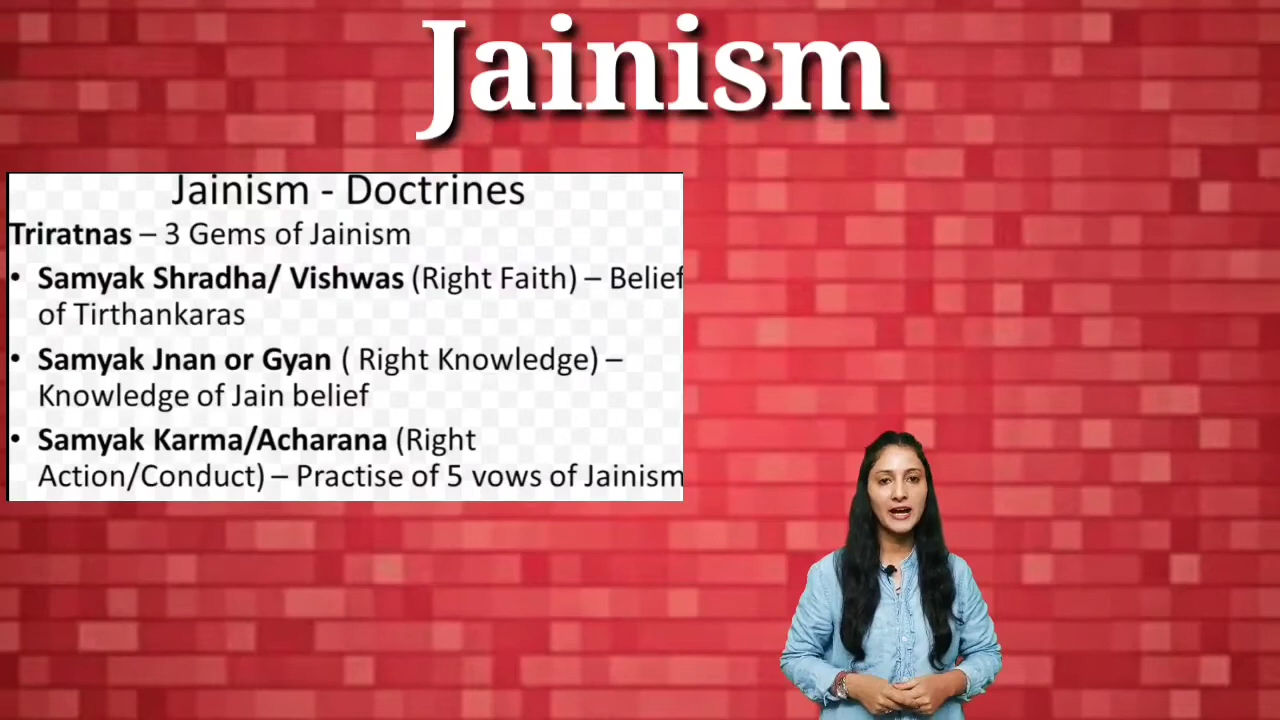 Jainism
Jainism - Doctrines
Triratnas – 3 Gems of Jainism
• Samyak Shradha/ Vishwas (Right Faith) – Belief
of Tirthankaras
• Samyak Jnan or Gyan ( Right Knowledge) –
Knowledge of Jain belief
• Samyak Karma/Acharana (Right
Action/Conduct) – Practise of 5 vows of Jainism